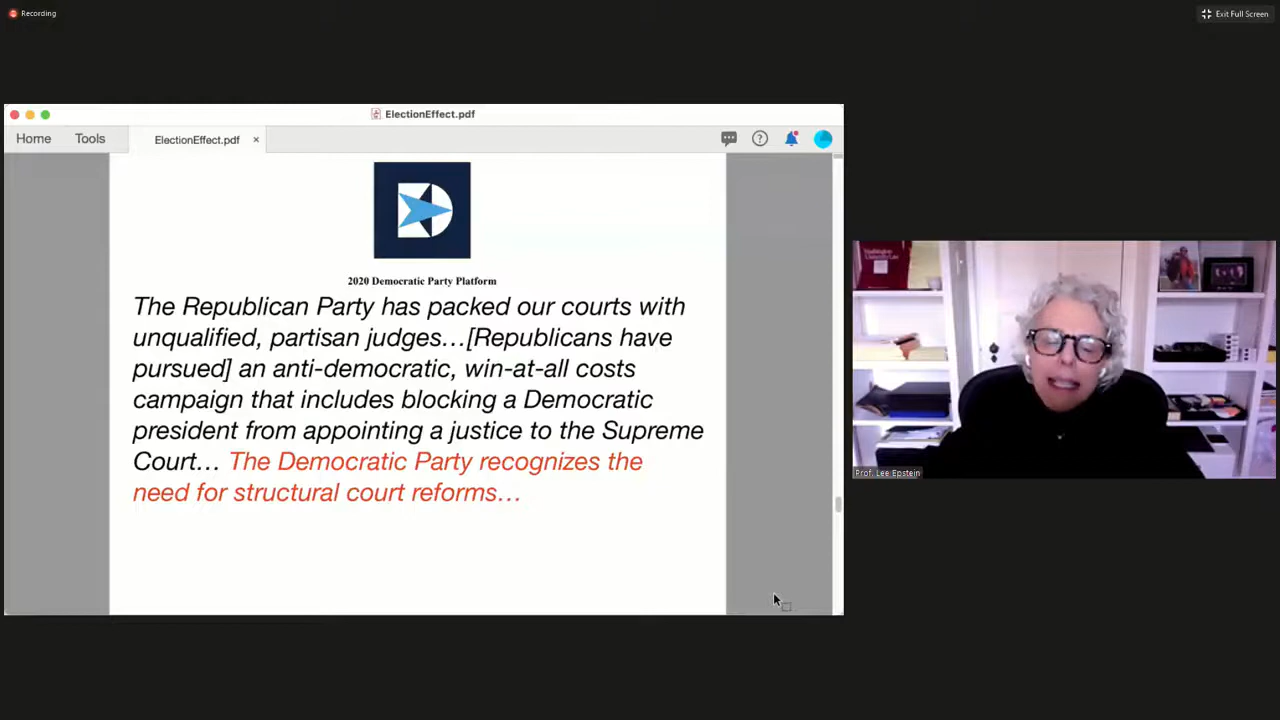 Recording
Exit Full Screen
ElectionEffect.pdf
Home
Tools
ElectionEffect.pdf
2020 Democratic Party Platform
The Republican Party has packed our courts with
unqualified, partisan judges…[Republicans have
pursued] an anti-democratic, win-at-all costs
campaign that includes blocking a Democratic
president from appointing a justice to the Supreme
Court… The Democratic Party recognizes the
need for structural court reforms…
Washington
University Law
Prof. Lee Epstein